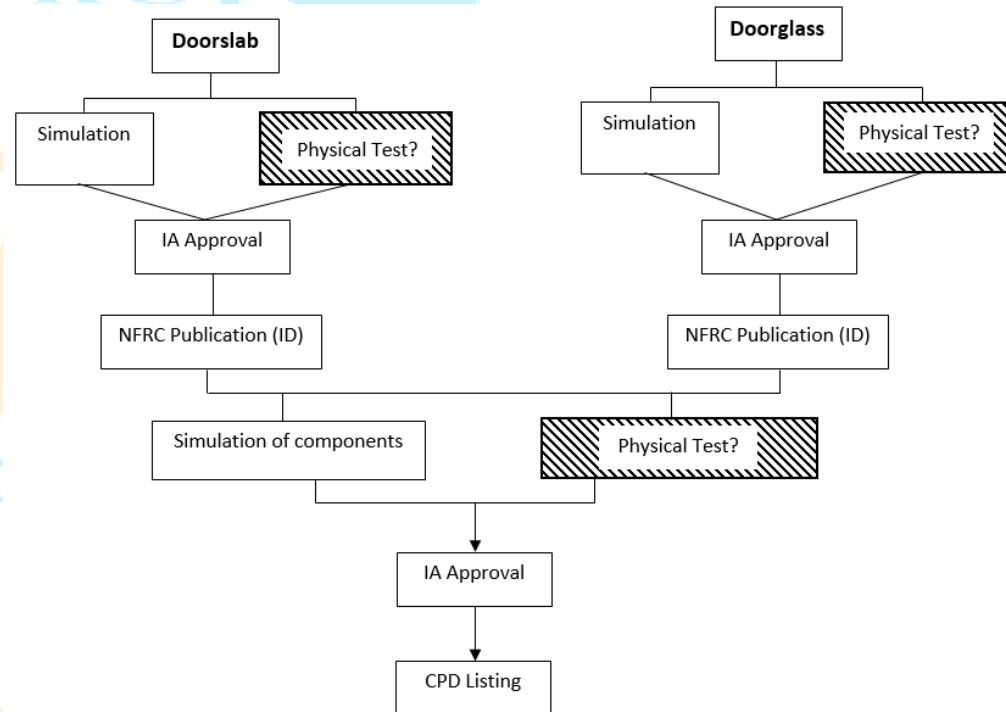 Doorslab
Doorglass
Simulation
Physical Test?
Simulation
Physical Test?
IA Approval
IA Approval
NFRC Publication (ID)
NFRC Publication (ID)
Simulation of components
Physical Test?
IA Approval
CPD Listing